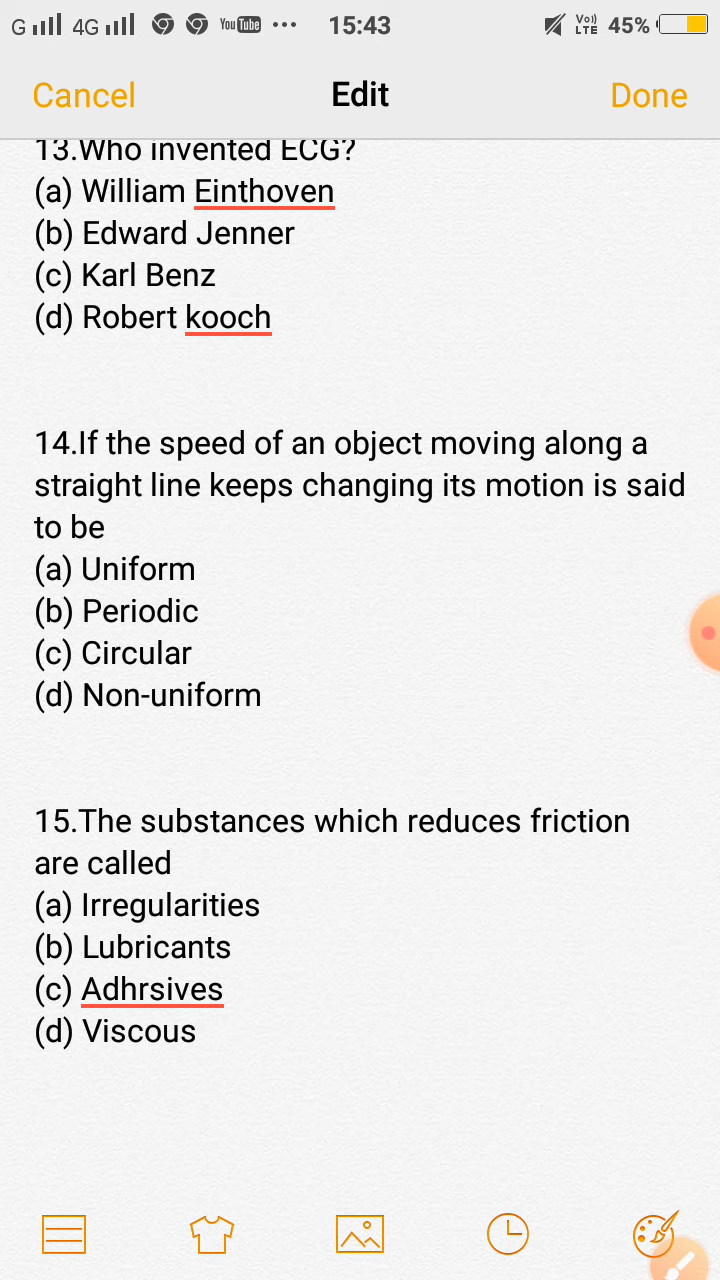 G 4G You Tube ... 15:43 Vo)) LTE 45%
Cancel Edit Done
13.Who invented ECG?
(a) William Einthoven
(b) Edward Jenner
(c) Karl Benz
(d) Robert kooch
14.If the speed of an object moving along a
straight line keeps changing its motion is said
to be
(a) Uniform
(b) Periodic
(c) Circular
(d) Non-uniform
15.The substances which reduces friction
are called
(a) Irregularities
(b) Lubricants
(c) Adhrsives
(d) Viscous